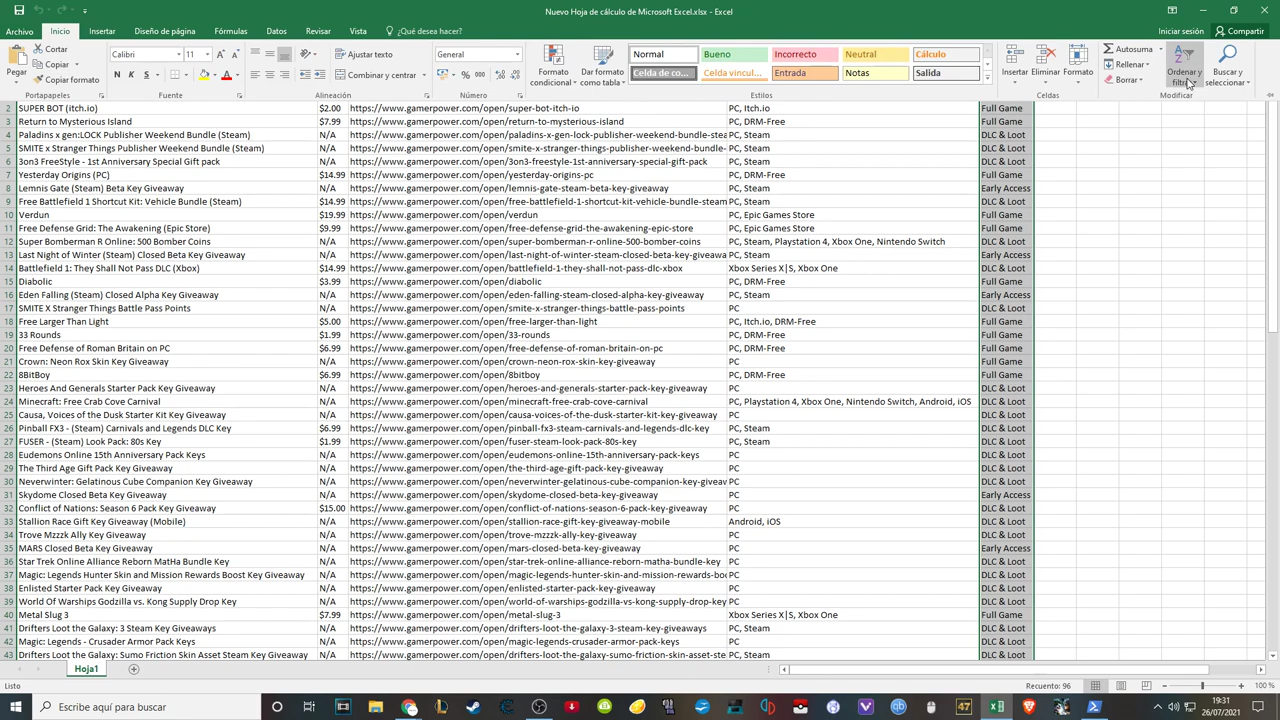 Nuevo Hoja de cálculo de Microsoft Excel.xlsx - Excel
Archivo Inicio Insertar Diseño de página Fórmulas Datos Revisar Vista ¿Qué desea hacer? Iniciar sesión Compartir
Pegar Cortar Copiar Copiar formato Portapapeles
Calibri 11 N K S Fuente
Ajustar texto Combinar y centrar Alineación
General % 000 Número
Formato condicional Dar formato como tabla
Normal Bueno Incorrecto Neutral Cálculo
Celda de co... Celda vincul... Entrada Notas Salida
Estilos
Insertar Eliminar Formato Celdas
Autosuma Rellenar Borrar Ordenar y filtrar Buscar y seleccionar Modificar
2 SUPER BOT (itch.io) $2.00 https://www.gamerpower.com/open/super-bot-itch-io PC, Itch.io Full Game
3 Return to Mysterious Island $7.99 https://www.gamerpower.com/open/return-to-mysterious-island PC, DRM-Free Full Game
4 Paladins x gen:LOCK Publisher Weekend Bundle (Steam) N/A https://www.gamerpower.com/open/paladins-x-gen-lock-publisher-weekend-bundle-stea PC, Steam DLC & Loot
5 SMITE x Stranger Things Publisher Weekend Bundle (Steam) N/A https://www.gamerpower.com/open/smite-x-stranger-things-publisher-weekend-bundle- PC, Steam DLC & Loot
6 3on3 FreeStyle - 1st Anniversary Special Gift pack N/A https://www.gamerpower.com/open/3on3-freestyle-1st-anniversary-special-gift-pack PC, Steam DLC & Loot
7 Yesterday Origins (PC) $14.99 https://www.gamerpower.com/open/yesterday-origins-pc PC, DRM-Free Full Game
8 Lemnis Gate (Steam) Beta Key Giveaway N/A https://www.gamerpower.com/open/lemnis-gate-steam-beta-key-giveaway PC, Steam Early Access
9 Free Battlefield 1 Shortcut Kit: Vehicle Bundle (Steam) $14.99 https://www.gamerpower.com/open/free-battlefield-1-shortcut-kit-vehicle-bundle-steam PC, Steam DLC & Loot
10 Verdun $19.99 https://www.gamerpower.com/open/verdun PC, Epic Games Store Full Game
11 Free Defense Grid: The Awakening (Epic Store) $9.99 https://www.gamerpower.com/open/free-defense-grid-the-awakening-epic-store PC, Epic Games Store Full Game
12 Super Bomberman R Online: 500 Bomber Coins N/A https://www.gamerpower.com/open/super-bomberman-r-online-500-bomber-coins PC, Steam, Playstation 4, Xbox One, Nintendo Switch DLC & Loot
13 Last Night of Winter (Steam) Closed Beta Key Giveaway N/A https://www.gamerpower.com/open/last-night-of-winter-steam-closed-beta-key-giveawa PC, Steam Early Access
14 Battlefield 1: They Shall Not Pass DLC (Xbox) $14.99 https://www.gamerpower.com/open/battlefield-1-they-shall-not-pass-dlc-xbox Xbox Series X|S, Xbox One DLC & Loot
15 Diabolic $3.99 https://www.gamerpower.com/open/diabolic PC, DRM-Free Full Game
16 Eden Falling (Steam) Closed Alpha Key Giveaway N/A https://www.gamerpower.com/open/eden-falling-steam-closed-alpha-key-giveaway PC, Steam Early Access
17 SMITE X Stranger Things Battle Pass Points N/A https://www.gamerpower.com/open/smite-x-stranger-things-battle-pass-points PC DLC & Loot
18 Free Larger Than Light $5.00 https://www.gamerpower.com/open/free-larger-than-light PC, Itch.io, DRM-Free Full Game
19 33 Rounds $1.99 https://www.gamerpower.com/open/33-rounds PC, DRM-Free Full Game
20 Free Defense of Roman Britain on PC $6.99 https://www.gamerpower.com/open/free-defense-of-roman-britain-on-pc PC, DRM-Free Full Game
21 Crown: Neon Rox Skin Key Giveaway N/A https://www.gamerpower.com/open/crown-neon-rox-skin-key-giveaway PC DLC & Loot
22 8BitBoy $6.99 https://www.gamerpower.com/open/8bitboy PC, DRM-Free Full Game
23 Heroes And Generals Starter Pack Key Giveaway N/A https://www.gamerpower.com/open/heroes-and-generals-starter-pack-key-giveaway PC DLC & Loot
24 Minecraft: Free Crab Cove Carnival N/A https://www.gamerpower.com/open/minecraft-free-crab-cove-carnival PC, Playstation 4, Xbox One, Nintendo Switch, Android, iOS DLC & Loot
25 Causa, Voices of the Dusk Starter Kit Key Giveaway N/A https://www.gamerpower.com/open/causa-voices-of-the-dusk-starter-kit-key-giveaway PC DLC & Loot
26 Pinball FX3 - (Steam) Carnivals and Legends DLC Key $6.99 https://www.gamerpower.com/open/pinball-fx3-steam-carnivals-and-legends-dlc-key PC, Steam DLC & Loot
27 FUSER - (Steam) Look Pack: 80s Key $1.99 https://www.gamerpower.com/open/fuser-steam-look-pack-80s-key PC, Steam DLC & Loot
28 Eudemons Online 15th Anniversary Pack Keys N/A https://www.gamerpower.com/open/eudemons-online-15th-anniversary-pack-keys PC DLC & Loot
29 The Third Age Gift Pack Key Giveaway N/A https://www.gamerpower.com/open/the-third-age-gift-pack-key-giveaway PC DLC & Loot
30 Neverwinter: Gelatinous Cube Companion Key Giveaway N/A https://www.gamerpower.com/open/neverwinter-gelatinous-cube-companion-key-giveaw PC DLC & Loot
31 Skydome Closed Beta Key Giveaway N/A https://www.gamerpower.com/open/skydome-closed-beta-key-giveaway PC Early Access
32 Conflict of Nations: Season 6 Pack Key Giveaway $15.00 https://www.gamerpower.com/open/conflict-of-nations-season-6-pack-key-giveaway PC DLC & Loot
33 Stallion Race Gift Key Giveaway (Mobile) N/A https://www.gamerpower.com/open/stallion-race-gift-key-giveaway-mobile Android, iOS DLC & Loot
34 Trove Mzzzk Ally Key Giveaway N/A https://www.gamerpower.com/open/trove-mzzzk-ally-key-giveaway PC DLC & Loot
35 MARS Closed Beta Key Giveaway N/A https://www.gamerpower.com/open/mars-closed-beta-key-giveaway PC Early Access
36 Star Trek Online Alliance Reborn MatHa Bundle Key N/A https://www.gamerpower.com/open/star-trek-online-alliance-reborn-matha-bundle-key PC DLC & Loot
37 Magic: Legends Hunter Skin and Mission Rewards Boost Key Giveaway N/A https://www.gamerpower.com/open/magic-legends-hunter-skin-and-mission-rewards-boo PC DLC & Loot
38 Enlisted Starter Pack Key Giveaway N/A https://www.gamerpower.com/open/enlisted-starter-pack-key-giveaway PC DLC & Loot
39 World Of Warships Godzilla vs. Kong Supply Drop Key N/A https://www.gamerpower.com/open/world-of-warships-godzilla-vs-kong-supply-drop-key PC DLC & Loot
40 Metal Slug 3 $7.99 https://www.gamerpower.com/open/metal-slug-3 Xbox Series X|S, Xbox One Full Game
41 Drifters Loot the Galaxy: 3 Steam Key Giveaways N/A https://www.gamerpower.com/open/drifters-loot-the-galaxy-3-steam-key-giveaways PC, Steam DLC & Loot
42 Magic: Legends - Crusader Armor Pack Keys N/A https://www.gamerpower.com/open/magic-legends-crusader-armor-pack-keys PC DLC & Loot
43 Drifters Loot the Galaxy: Sumo Friction Skin Asset Steam Key Giveaway N/A https://www.gamerpower.com/open/drifters-loot-the-galaxy-sumo-friction-skin-asset-ste PC, Steam DLC & Loot
Hoja1
Listo Recuento: 96 100 %
Escribe aquí para buscar
47
19:31
26/07/2021